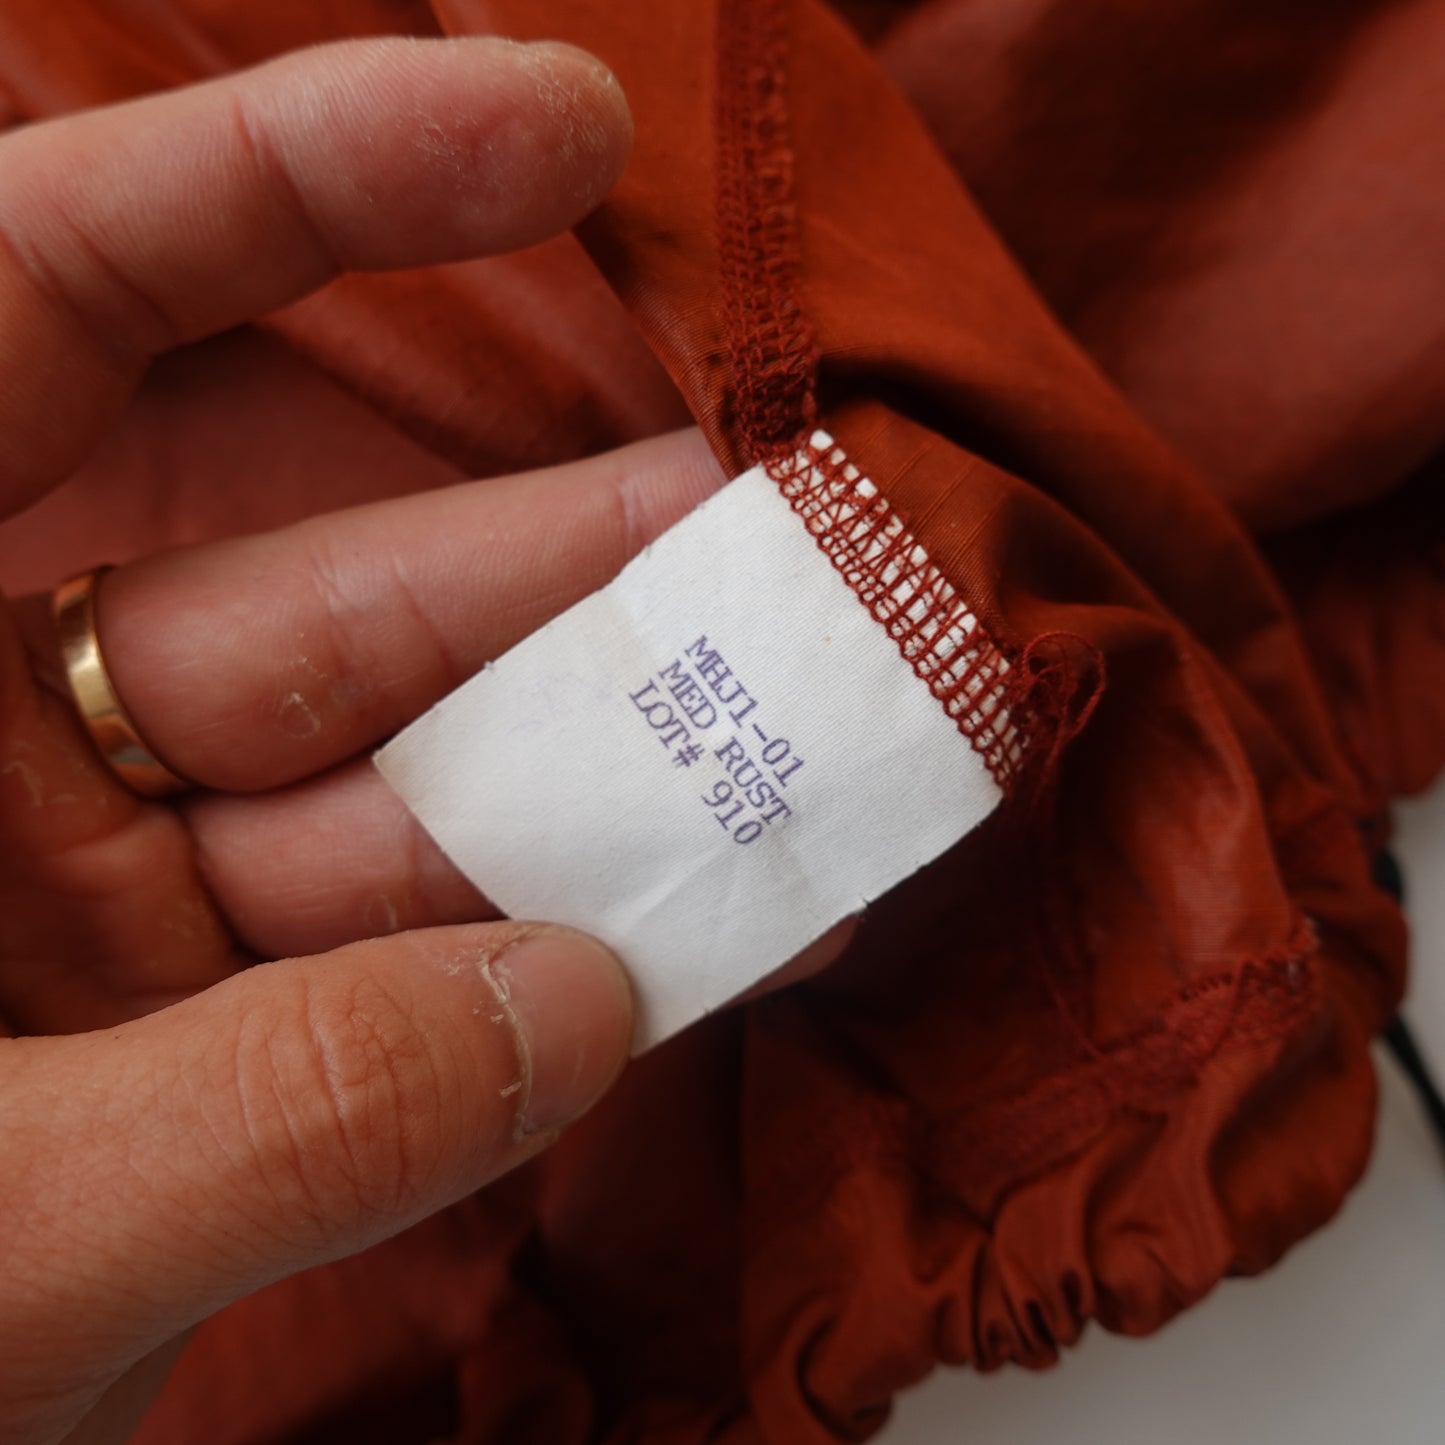 MHJ1-01
MED RUST
LOT# 910